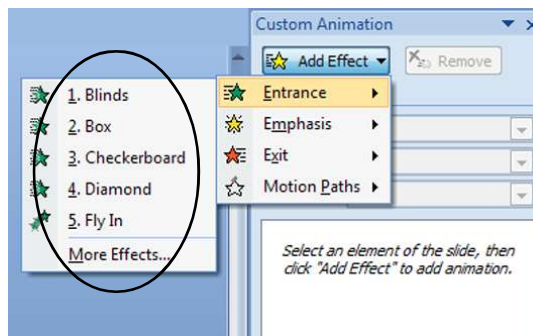 Custom Animation
Add Effect
Remove
Entrance
Emphasis
Exit
Motion Paths
1. Blinds
2. Box
3. Checkerboard
4. Diamond
5. Fly In
More Effects...
Select an element of the slide, then
click "Add Effect" to add animation.